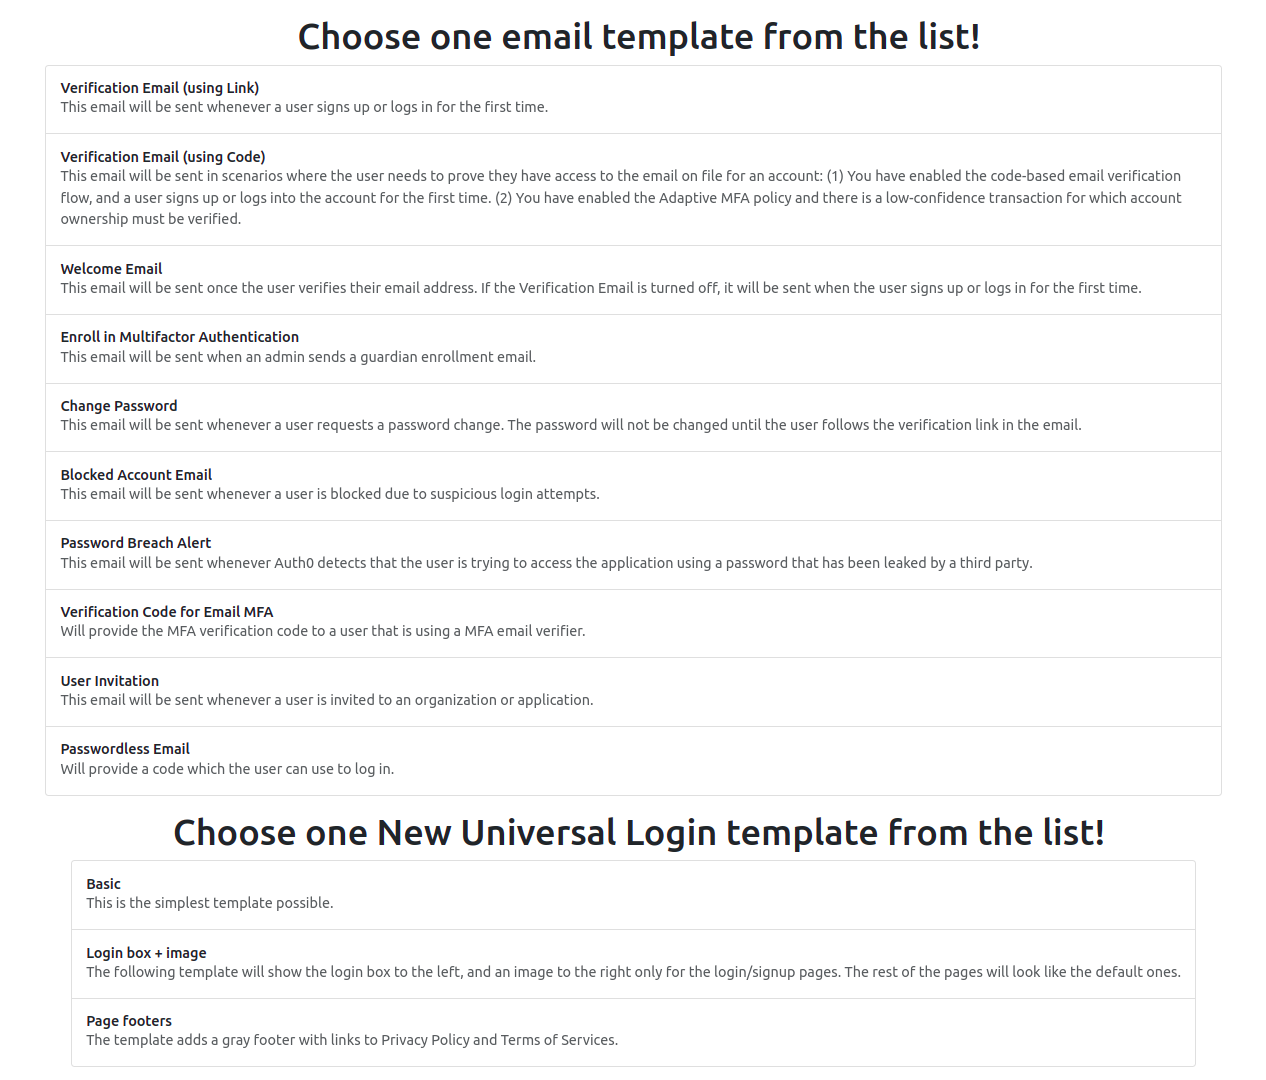 Choose one email template from the list!
Verification Email (using Link)
This email will be sent whenever a user signs up or logs in for the first time.
Verification Email (using Code)
This email will be sent in scenarios where the user needs to prove they have access to the email on file for an account: (1) You have enabled the code-based email verification
flow, and a user signs up or logs into the account for the first time. (2) You have enabled the Adaptive MFA policy and there is a low-confidence transaction for which account
ownership must be verified.
Welcome Email
This email will be sent once the user verifies their email address. If the Verification Email is turned off, it will be sent when the user signs up or logs in for the first time.
Enroll in Multifactor Authentication
This email will be sent when an admin sends a guardian enrollment email.
Change Password
This email will be sent whenever a user requests a password change. The password will not be changed until the user follows the verification link in the email.
Blocked Account Email
This email will be sent whenever a user is blocked due to suspicious login attempts.
Password Breach Alert
This email will be sent whenever Auth0 detects that the user is trying to access the application using a password that has been leaked by a third party.
Verification Code for Email MFA
Will provide the MFA verification code to a user that is using a MFA email verifier.
User Invitation
This email will be sent whenever a user is invited to an organization or application.
Passwordless Email
Will provide a code which the user can use to log in.
Choose one New Universal Login template from the list!
Basic
This is the simplest template possible.
Login box + image
The following template will show the login box to the left, and an image to the right only for the login/signup pages. The rest of the pages will look like the default ones.
Page footers
The template adds a gray footer with links to Privacy Policy and Terms of Services.